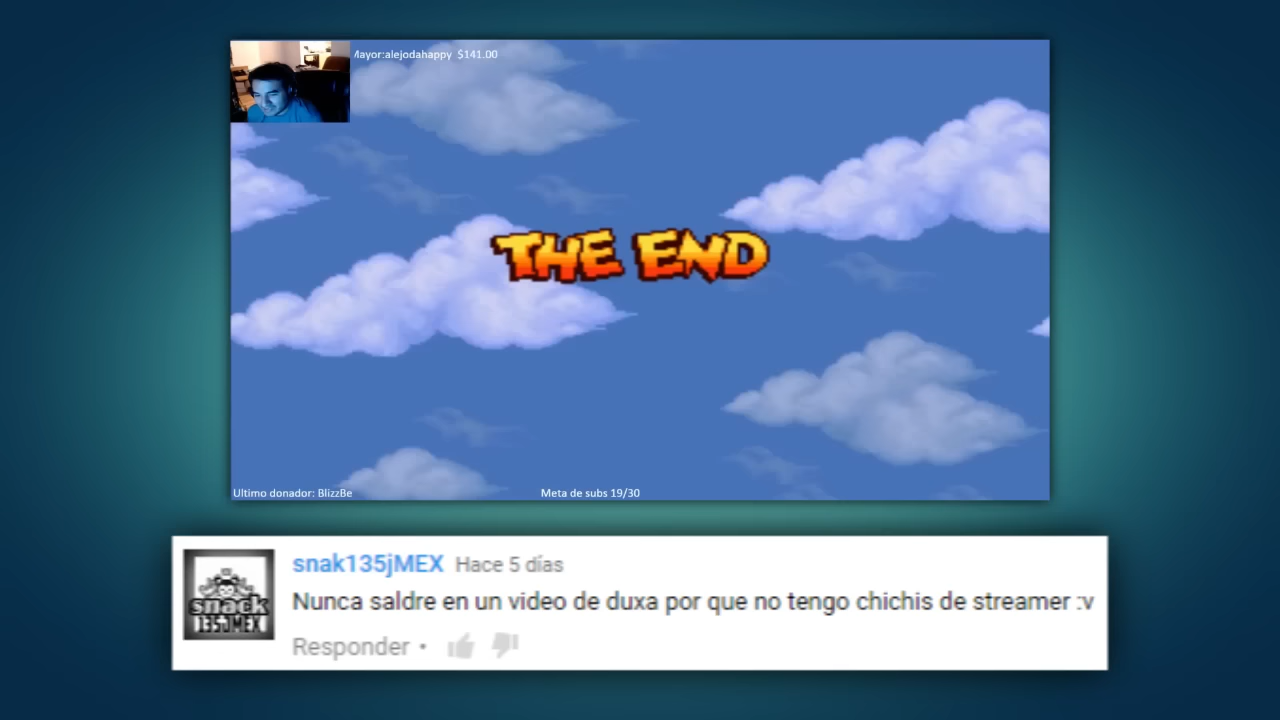 Mayor:alejodahappy $141.00
THE END
Ultimo donador: BlizzBe
Meta de subs 19/30
snak135jMEX Hace 5 días
Nunca saldre en un video de duxa por que no tengo chichis de streamer :v
snack
135JMEX
Responder •